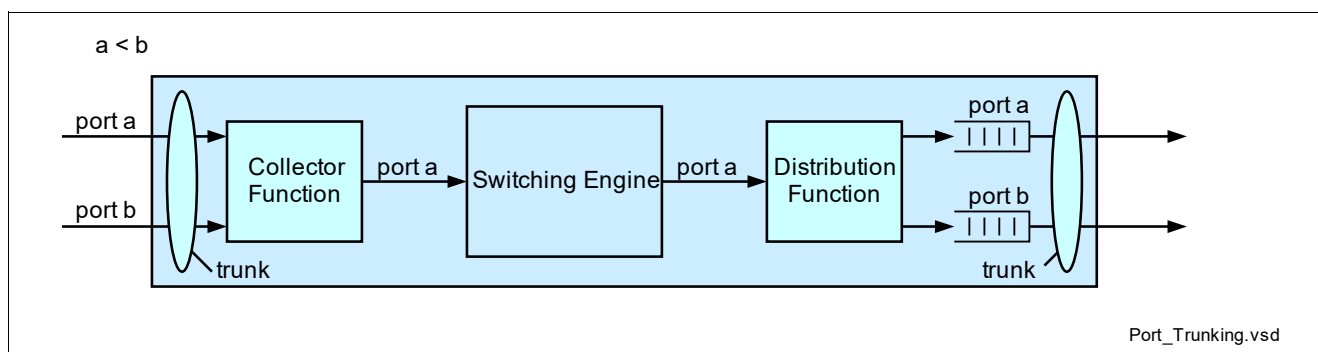 a < b
port a
port b
trunk
Collector
Function
port a
Switching Engine
port a
Distribution
Function
port a
port b
trunk
Port_Trunking.vsd